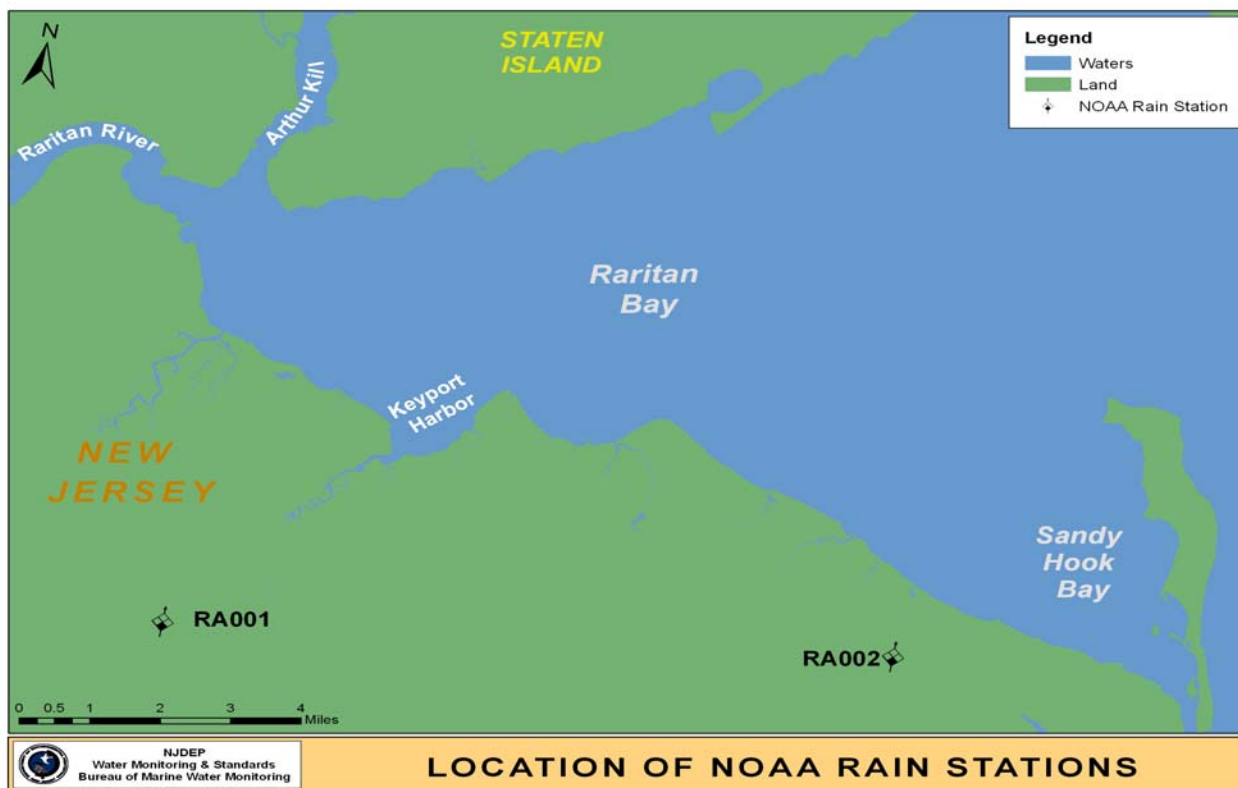 N
STATEN
ISLAND
Legend
Waters
Land
NOAA Rain Station
Arthur Kill
Raritan River
Raritan
Bay
Keyport
Harbor
NEW
JERSEY
Sandy
Hook
Bay
RA001
RA002
0 0.5 1 2 3 4
Miles
NJDEP
Water Monitoring & Standards
Bureau of Marine Water Monitoring
LOCATION OF NOAA RAIN STATIONS